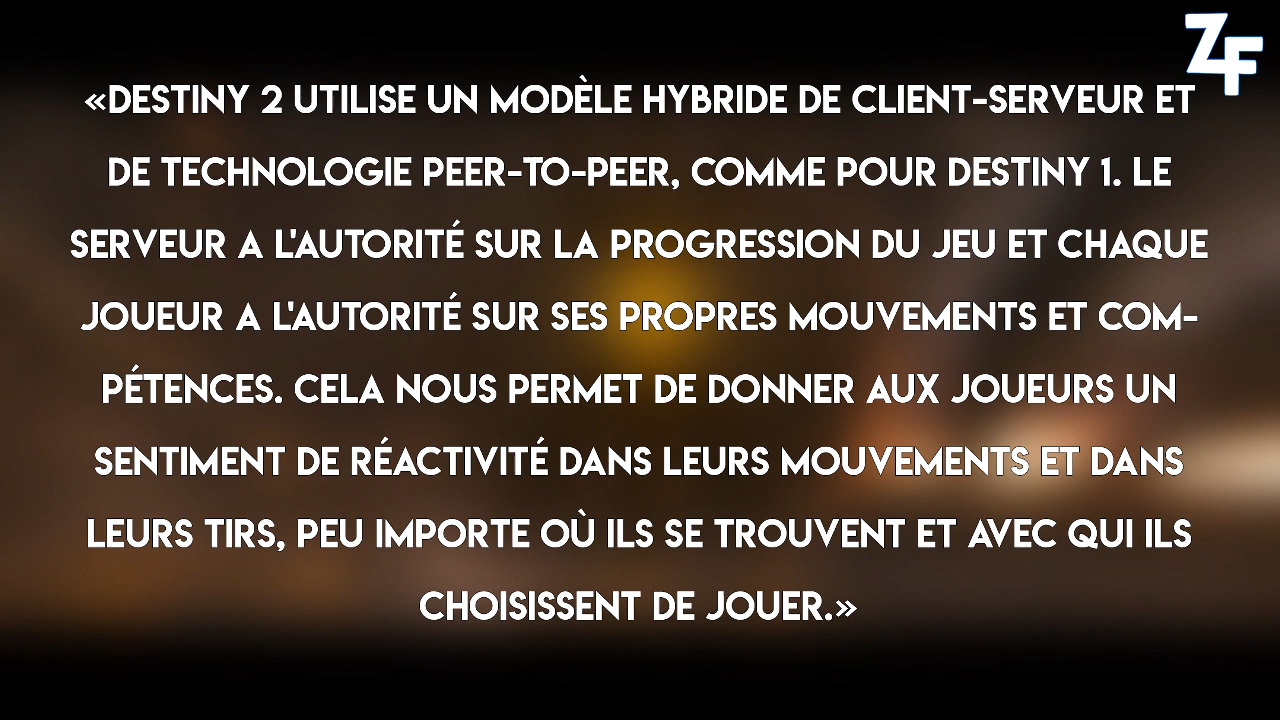 ZF
«DESTINY 2 UTILISE UN MODÈLE HYBRIDE DE CLIENT-SERVEUR ET
DE TECHNOLOGIE PEER-TO-PEER, COMME POUR DESTINY 1. LE
SERVEUR A L'AUTORITÉ SUR LA PROGRESSION DU JEU ET CHAQUE
JOUEUR A L'AUTORITÉ SUR SES PROPRES MOUVEMENTS ET COM-
PÉTENCES. CELA NOUS PERMET DE DONNER AUX JOUEURS UN
SENTIMENT DE RÉACTIVITÉ DANS LEURS MOUVEMENTS ET DANS
LEURS TIRS, PEU IMPORTE OÙ ILS SE TROUVENT ET AVEC QUI ILS
CHOISISSENT DE JOUER.»